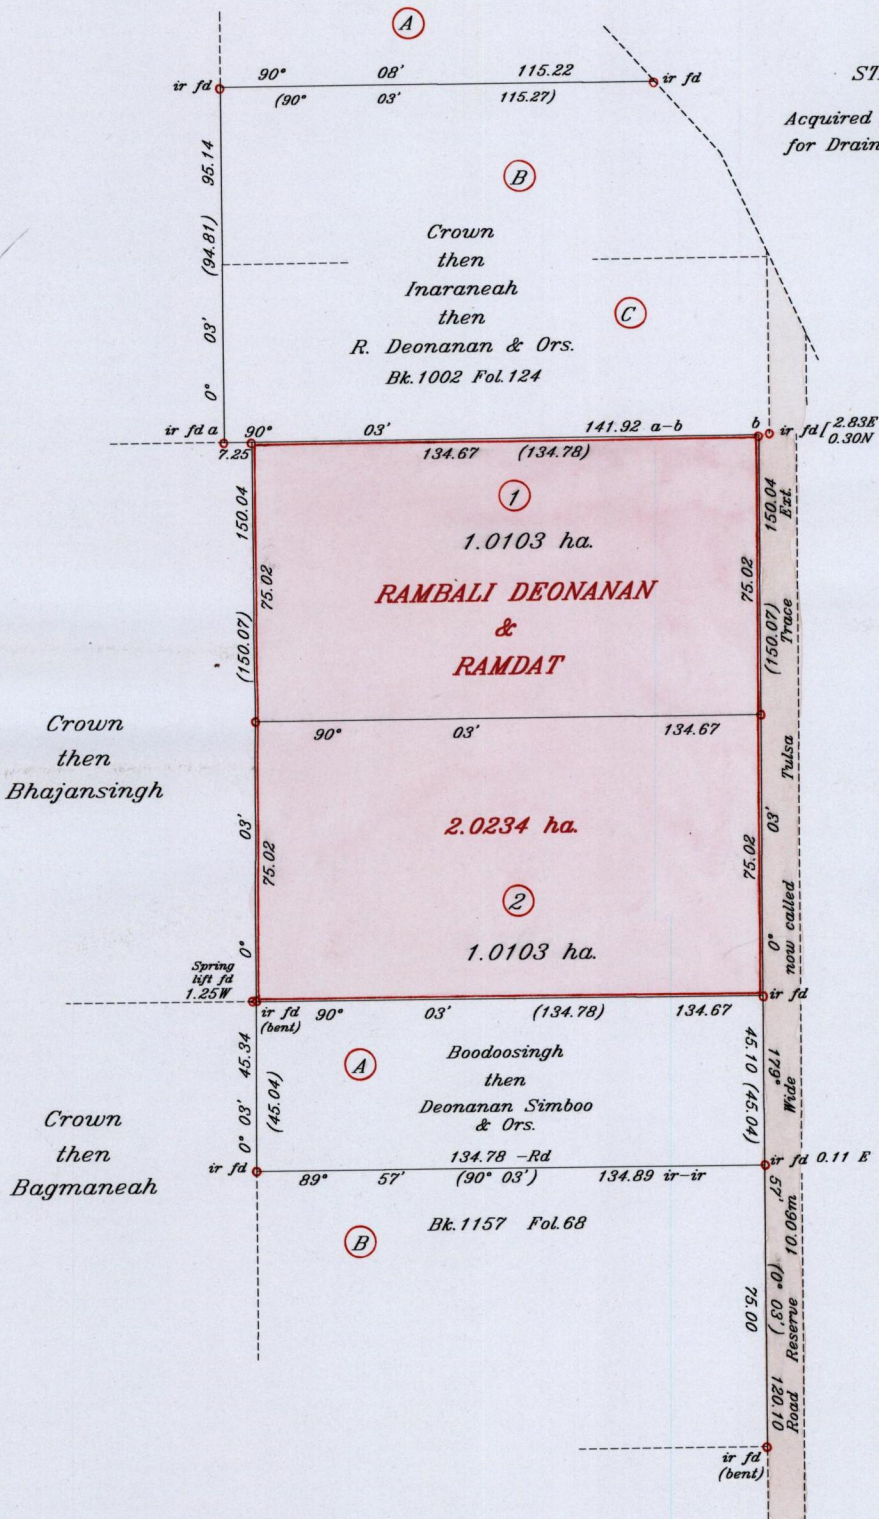 A
90° 08' 115.22
ir fd
ir fd
(90° 03' 115.27)
Acquired
for Drain
0° 03' (94.81) 95.14
B
Crown
then
Inaraneah
then
R. Deonanan & Ors.
Bk.1002 Fol.124
C
ir fd a
90° 03' 141.92 a-b
b
ir fd
2.83E
0.30N
7.25
134.67 (134.78)
1
1.0103 ha.
RAMBALI DEONANAN
&
RAMDAT
0° 03' (150.07) 150.04
75.02
75.02
0° 03' (150.07) 150.04
now called Tulsa Trace Ext.
90° 03' 134.67
Crown
then
Bhajansingh
2.0234 ha.
75.02
75.02
2
1.0103 ha.
Spring
lift fd
1.25W
ir fd
(bent)
90° 03' (134.78) 134.67
ir fd
0° 03' 45.34
(45.04)
A
Boodoosingh
then
Deonanan Simboo
& Ors.
45.10 (45.04)
Crown
then
Bagmaneah
134.78 -Rd
ir fd
89° 57' (90° 03') 134.89 ir-ir
ir fd 0.11 E
B
Bk.1157 Fol.68
75.00
179° 57' (0° 03') 120.10
Road Reserve 10.06m Wide
ir fd
(bent)